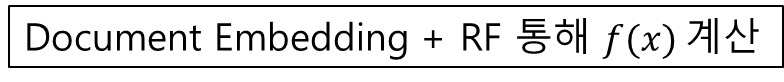 Document Embedding + RF 통해 f(x) 계산